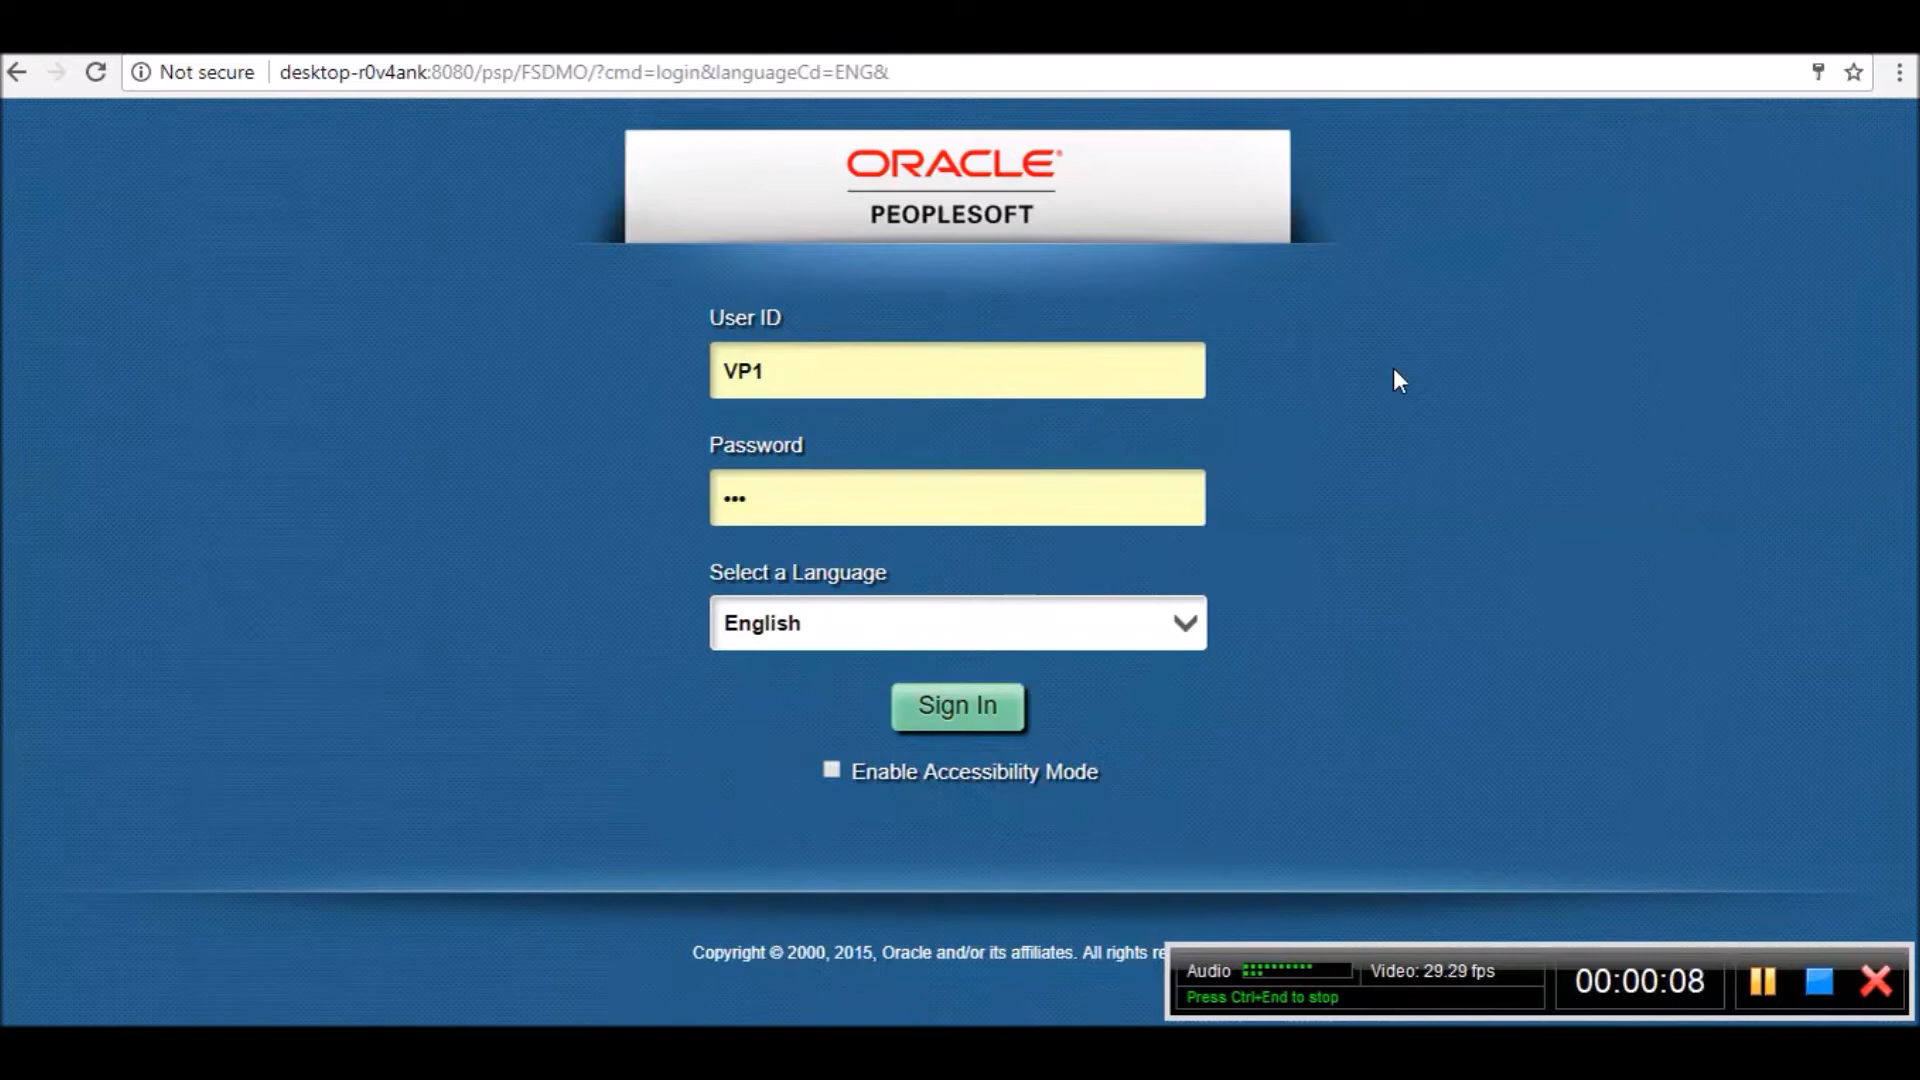 Not secure desktop-r0v4ank:8080/psp/FSDMO/?cmd=login&languageCd=ENG&
ORACLE®
PEOPLESOFT
User ID
VP1
Password
•••
Select a Language
English
Sign In
Enable Accessibility Mode
Copyright © 2000, 2015, Oracle and/or its affiliates. All rights
Audio Video: 29.29 fps
Press Ctrl+End to stop
00:00:08